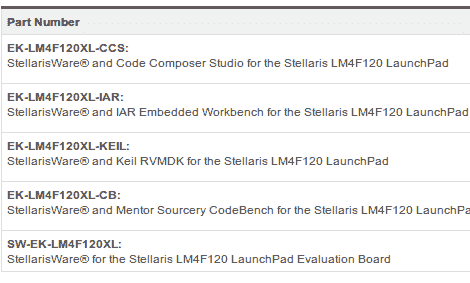 Part Number
EK-LM4F120XL-CCS:
StellarisWare® and Code Composer Studio for the Stellaris LM4F120 LaunchPad
EK-LM4F120XL-IAR:
StellarisWare® and IAR Embedded Workbench for the Stellaris LM4F120 LaunchPad
EK-LM4F120XL-KEIL:
StellarisWare® and Keil RVMDK for the Stellaris LM4F120 LaunchPad
EK-LM4F120XL-CB:
StellarisWare® and Mentor Sourcery CodeBench for the Stellaris LM4F120 LaunchPa
SW-EK-LM4F120XL:
StellarisWare® for the Stellaris LM4F120 LaunchPad Evaluation Board